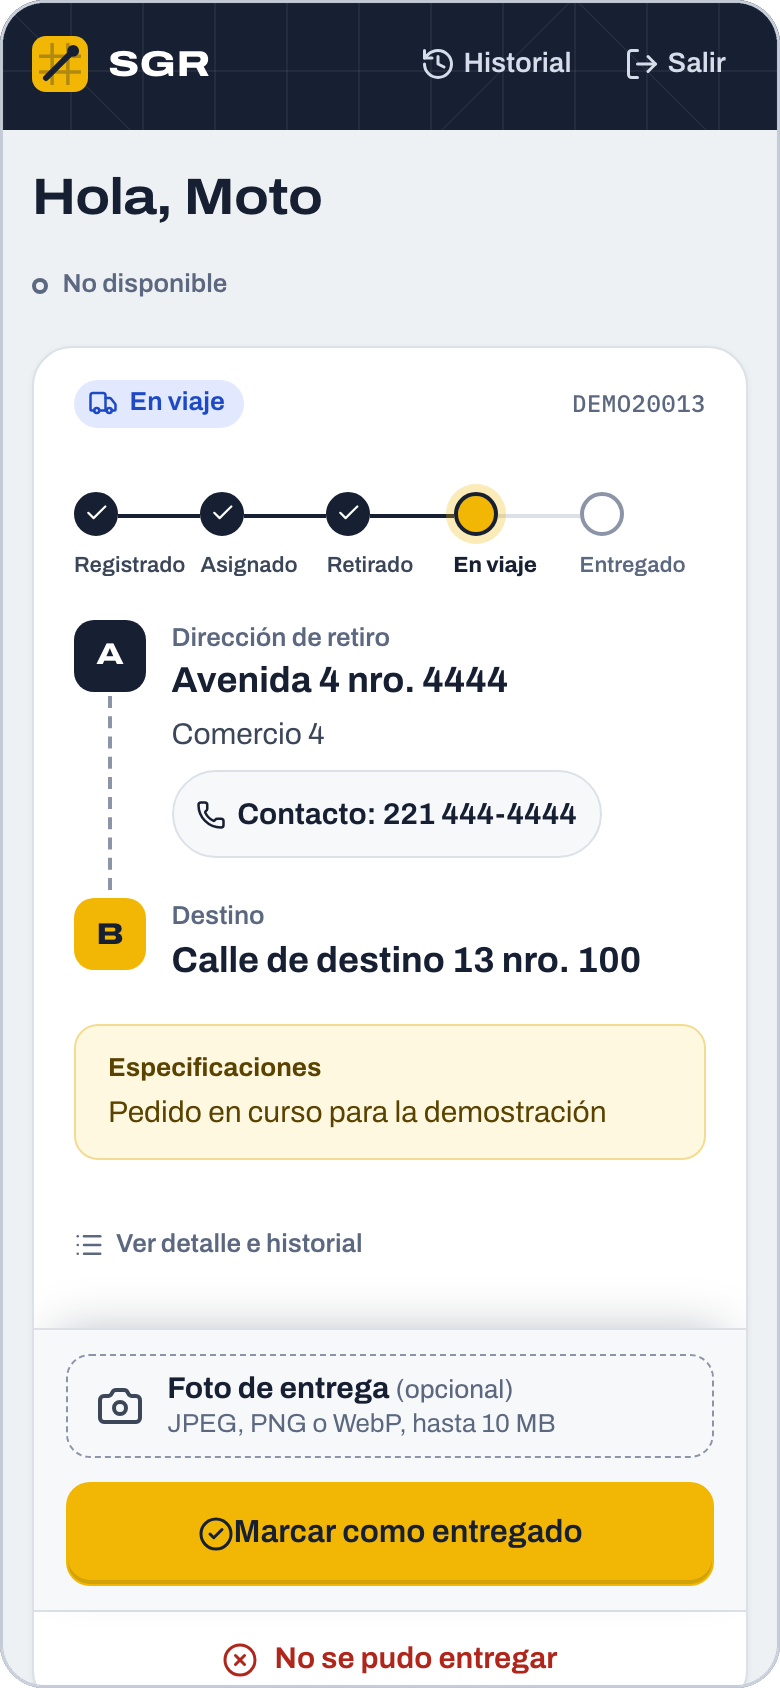 SGR
Historial
Salir
Hola, Moto
No disponible
En viaje
DEMO20013
Registrado
Asignado
Retirado
En viaje
Entregado
A
Dirección de retiro
Avenida 4 nro. 4444
Comercio 4
Contacto: 221 444-4444
B
Destino
Calle de destino 13 nro. 100
Especificaciones
Pedido en curso para la demostración
Ver detalle e historial
Foto de entrega (opcional)
JPEG, PNG o WebP, hasta 10 MB
Marcar como entregado
No se pudo entregar